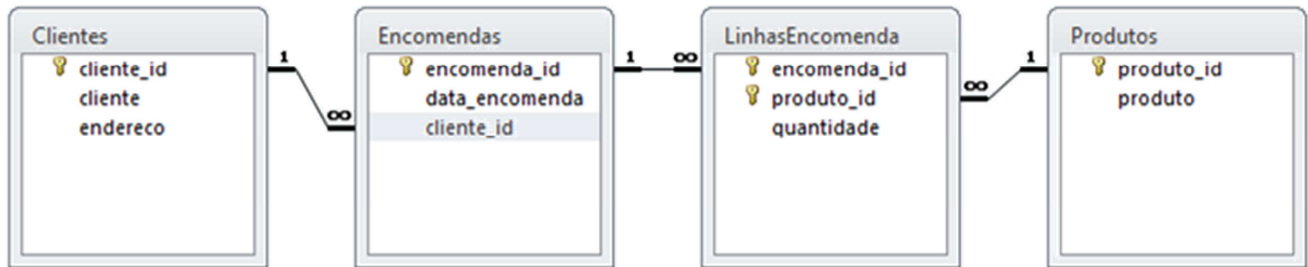 Clientes
cliente_id
cliente
endereco
1
∞
Encomendas
encomenda_id
data_encomenda
cliente_id
1
∞
LinhasEncomenda
encomenda_id
produto_id
quantidade
∞
1
Produtos
produto_id
produto